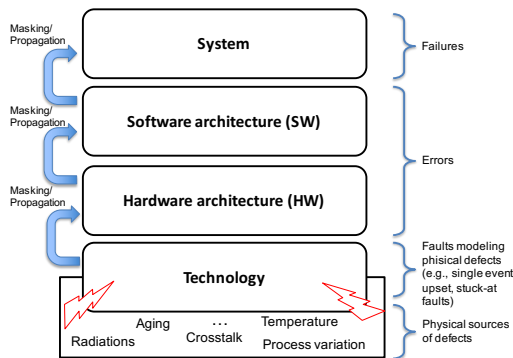 Masking/
Propagation
System
Failures
Masking/
Propagation
Software architecture (SW)
Errors
Masking/
Propagation
Hardware architecture (HW)
Technology
Faults modeling
phisical defects
(e.g., single event
upset, stuck-at
faults)
Aging
...
Temperature
Radiations
Crosstalk
Process variation
Physical sources
of defects